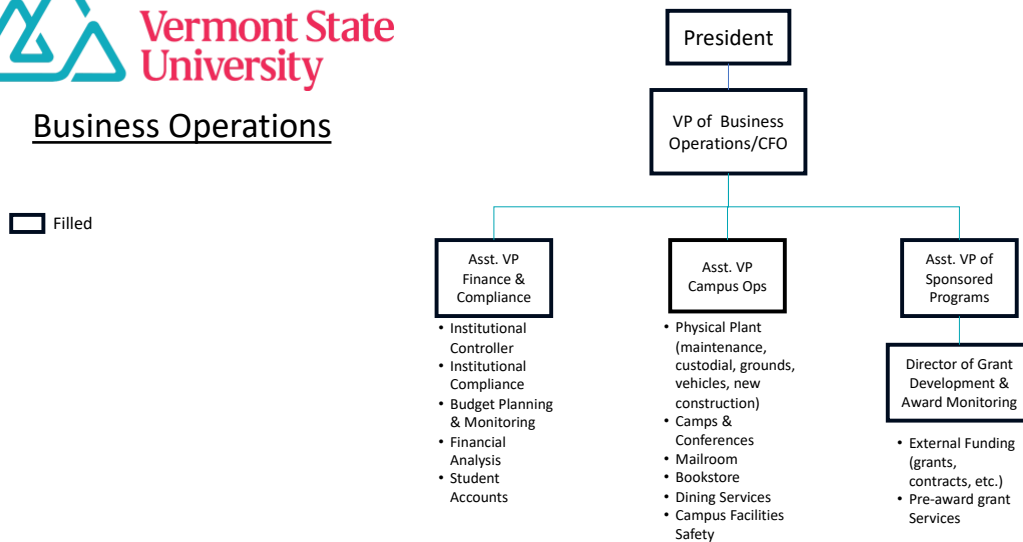 Vermont State
University
Business Operations
Filled
President
VP of Business
Operations/CFO
Asst. VP
Finance &
Compliance
• Institutional
Controller
• Institutional
Compliance
• Budget Planning
& Monitoring
• Financial
Analysis
• Student
Accounts
Asst. VP
Campus Ops
• Physical Plant
(maintenance,
custodial, grounds,
vehicles, new
construction)
• Camps &
Conferences
• Mailroom
• Bookstore
• Dining Services
• Campus Facilities
Safety
Asst. VP of
Sponsored
Programs
Director of Grant
Development &
Award Monitoring
• External Funding
(grants,
contracts, etc.)
• Pre-award grant
Services